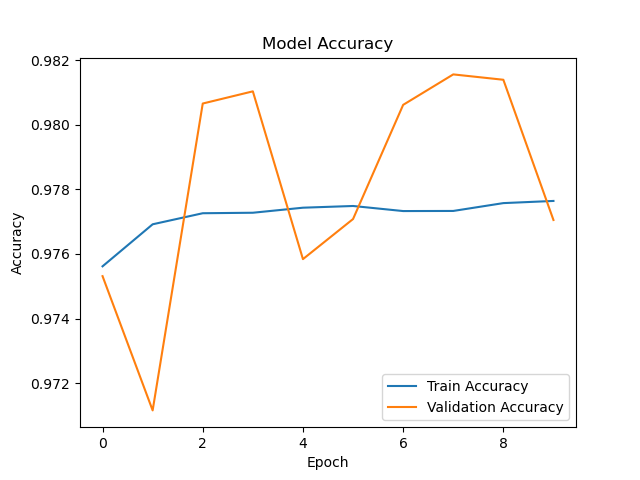 Model Accuracy
0.982
0.980
0.978
0.976
0.974
0.972
Accuracy
0 2 4 6 8
Epoch
Train Accuracy
Validation Accuracy